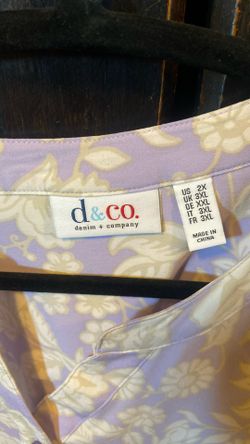 d&co.
denim + company
US 2X
UK 3XL
DE XXL
IT 3XL
FR 3XL
MADE IN
CHINA